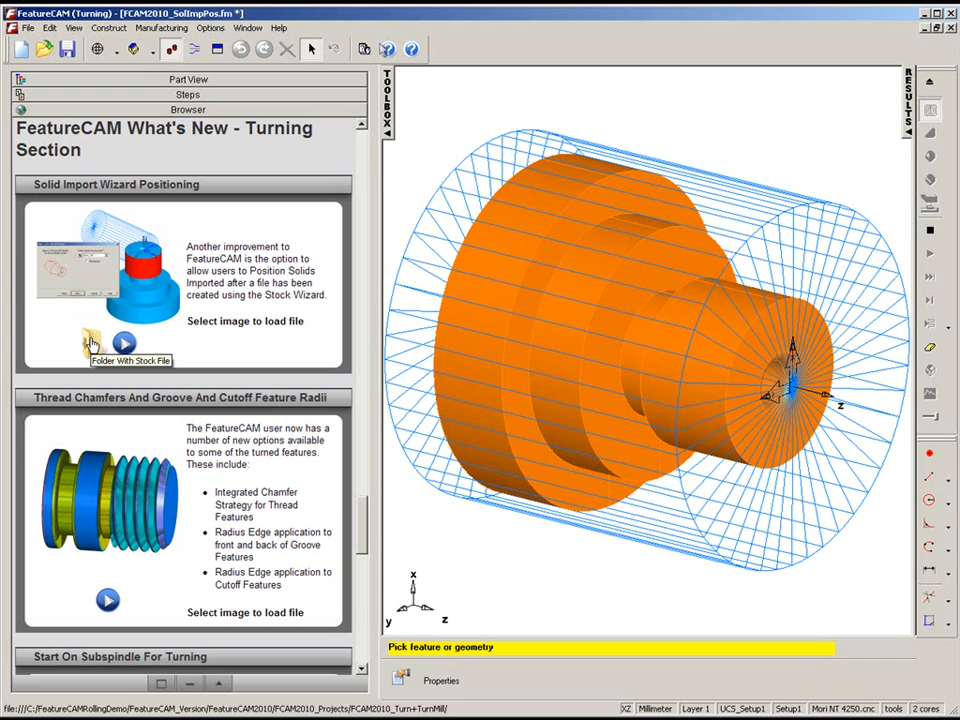 FeatureCAM (Turning) - [FCAM2010_SolImpPos.fm *]
File Edit View Construct Manufacturing Options Window Help
Part View
Steps
Browser
FeatureCAM What's New - Turning
Section
Solid Import Wizard Positioning
Another improvement to
FeatureCAM is the option to
allow users to Position Solids
Imported after a file has been
created using the Stock Wizard.
Select image to load file
Folder With Stock File
Thread Chamfers And Groove And Cutoff Feature Radii
The FeatureCAM user now has a
number of new options available
to some of the turned features.
These include:
Integrated Chamfer
Strategy for Thread
Features
Radius Edge application to
front and back of Groove
Features
Radius Edge application to
Cutoff Features
Select image to load file
Start On Subspindle For Turning
TOOLBOX
RESULTS
z
x
y
z
Pick feature or geometry
Properties
file:///C:/FeatureCAMRollingDemo/FeatureCAM_Version/FeatureCAM2010/FCAM2010_Projects/FCAM2010_Turn+TurnMill/
XZ Millimeter Layer 1 UCS_Setup1 Setup1 Mori NT 4250.cnc tools 2 cores